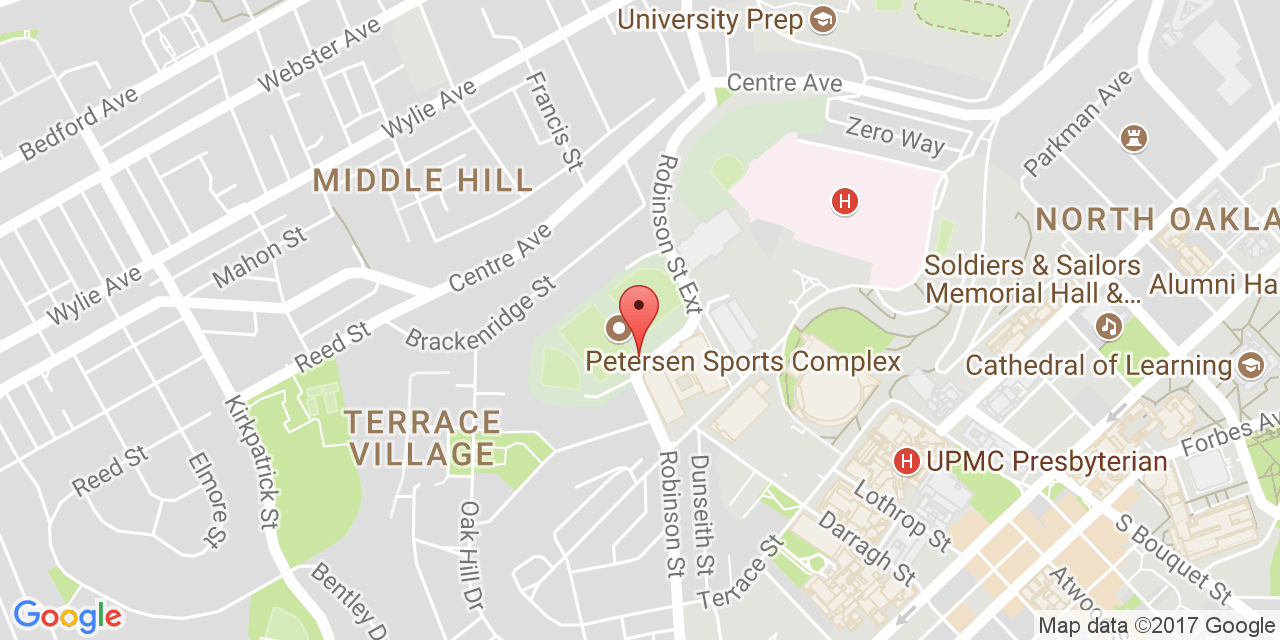 University Prep
Centre Ave
Webster Ave
Bedford Ave
Wylie Ave
Francis St
Parkman Ave
Zero Way
MIDDLE HILL
H
Robinson St Ext
NORTH OAKLA
Mahon St
Centre Ave
Soldiers & Sailors
Memorial Hall &...
Wylie Ave
Alumni Ha
Brackenridge St
Reed St
Petersen Sports Complex
Cathedral of Learning
TERRACE
VILLAGE
Kirkpatrick St
Forbes Av
H
UPMC Presbyterian
Reed St
Elmore St
Oak Hill Dr
Robinson St
Dunseith St
Lothrop St
Darragh St
S Bouquet St
Terrace St
Bentley D
Atwoo
Google
Map data ©2017 Google